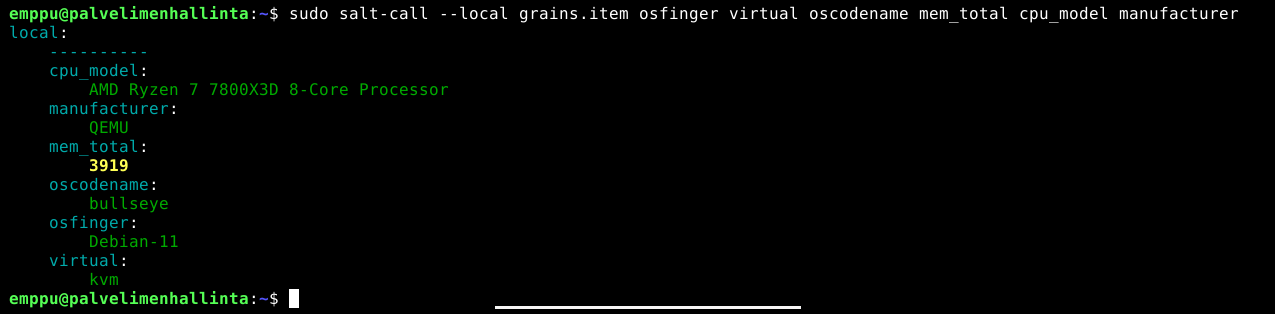 emppu@palvelimenhallinta:~$ sudo salt-call --local grains.item osfinger virtual oscodename mem_total cpu_model manufacturer
local:
    ----------
    cpu_model:
        AMD Ryzen 7 7800X3D 8-Core Processor
    manufacturer:
        QEMU
    mem_total:
        3919
    oscodename:
        bullseye
    osfinger:
        Debian-11
    virtual:
        kvm
emppu@palvelimenhallinta:~$